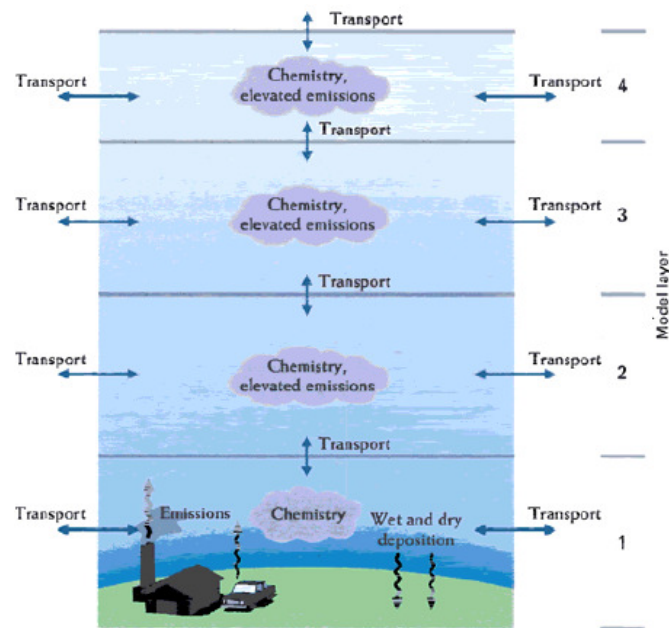 Transport
Transport
Chemistry,
elevated emissions
Transport
4
Transport
Transport
Chemistry,
elevated emissions
Transport
3
Transport
Model layer
Transport
Chemistry,
elevated emissions
Transport
2
Transport
Transport
Emissions
Chemistry
Wet and dry
deposition
Transport
1